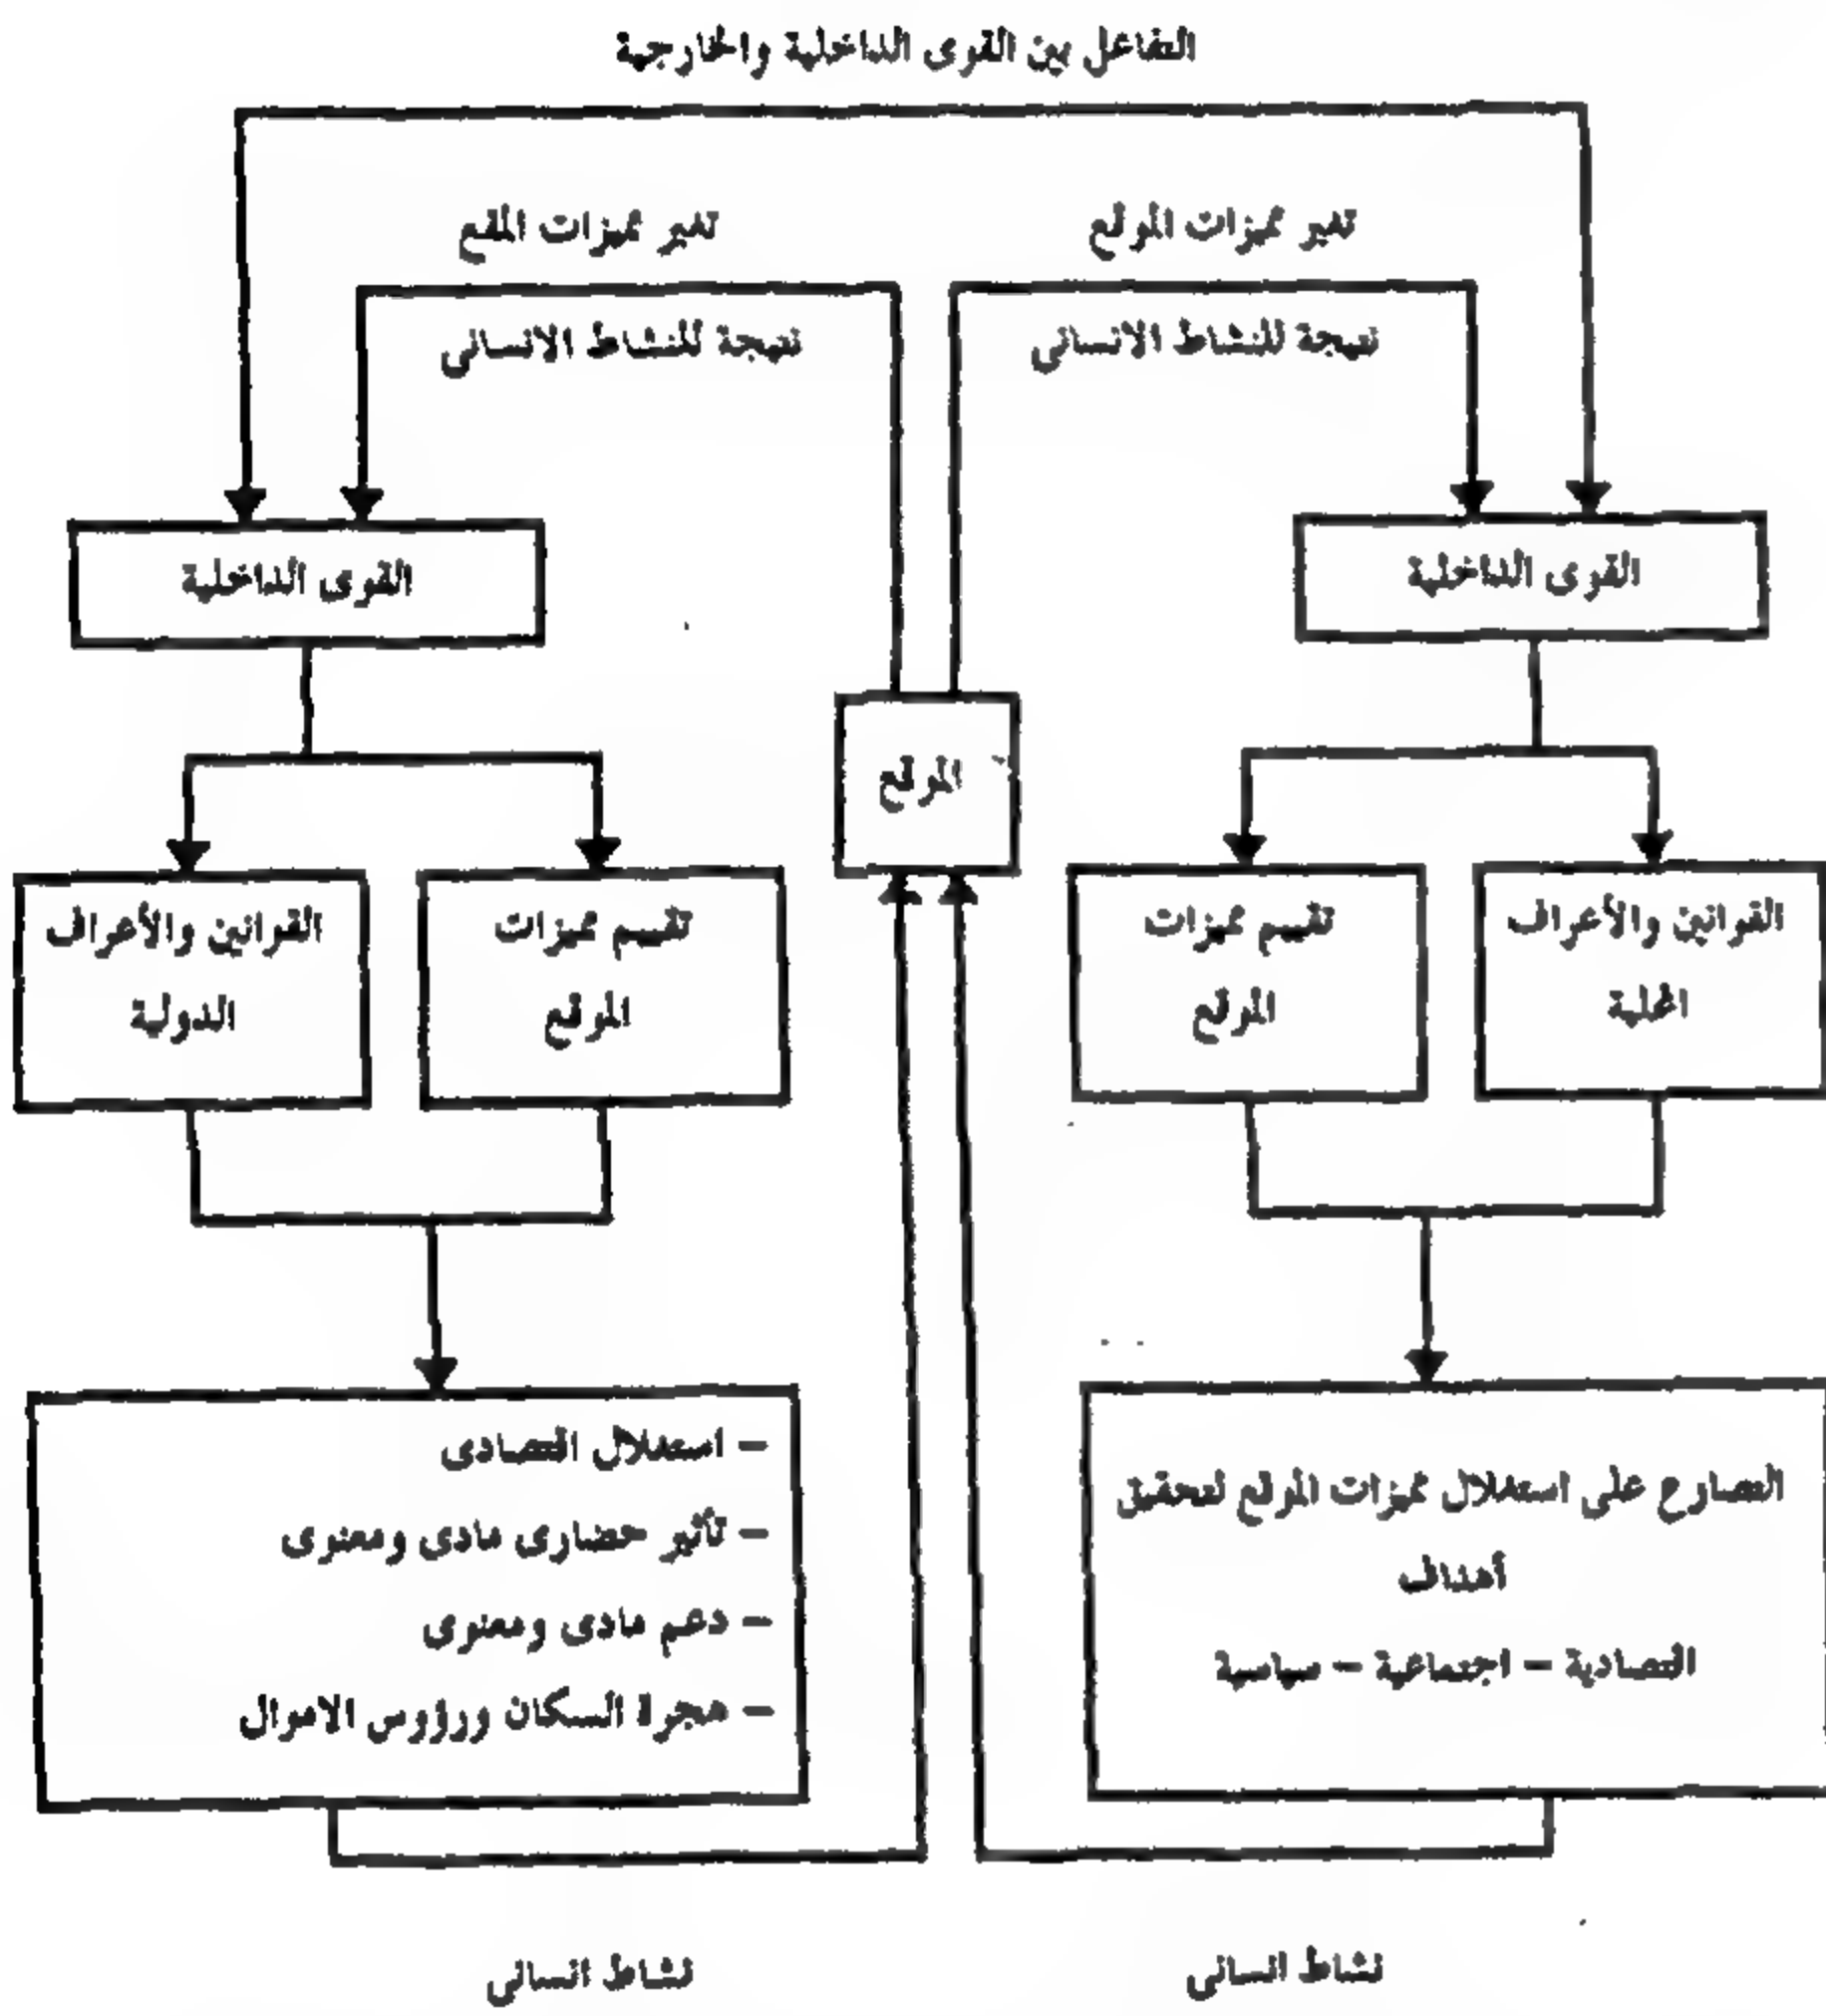 التفاعل بين القوى الداخلية والخارجية
تغير مميزات الموقع
نتيجة للنشاط الانسانى
تغير مميزات المقع
نتيجة للنشاط الانسانى
القوى الداخلية
القوى الداخلية
الموقع
القوانين والأعراف
المحلية
تقييم مميزات
الموقع
تقييم مميزات
الموقع
القوانين والأعراف
الدولية
التصارع على استغلال مميزات الموقع لتحقيق
أهداف
اقتصادية – اجتماعية – سياسية
– استغلال اقتصادى
– تأثير حضارى مادى ومعنوى
– دعم مادى ومعنوى
– هجرة السكان ورؤوس الاموال
نشاط انسانى
نشاط انسانى